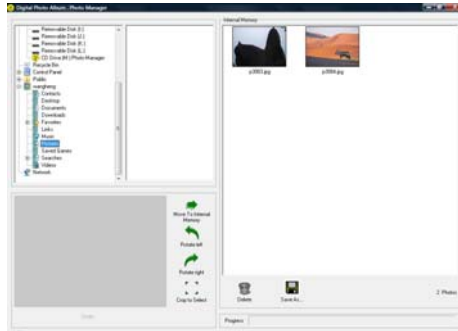 Digital Photo Album - Photo Manager
Removable Disk (I:)
Removable Disk (J:)
Removable Disk (K:)
Removable Disk (L:)
CD Drive (M:) Photo Manager
Recycle Bin
Control Panel
Public
wangheng
Contacts
Desktop
Documents
Downloads
Favorites
Links
Music
Pictures
Saved Games
Searches
Videos
Network
Internal Memory
p3983.jpg
p3984.jpg
Move To Internal
Memory
Rotate left
Rotate right
Crop to Select
Delete
Save As...
2 Photos
Progress